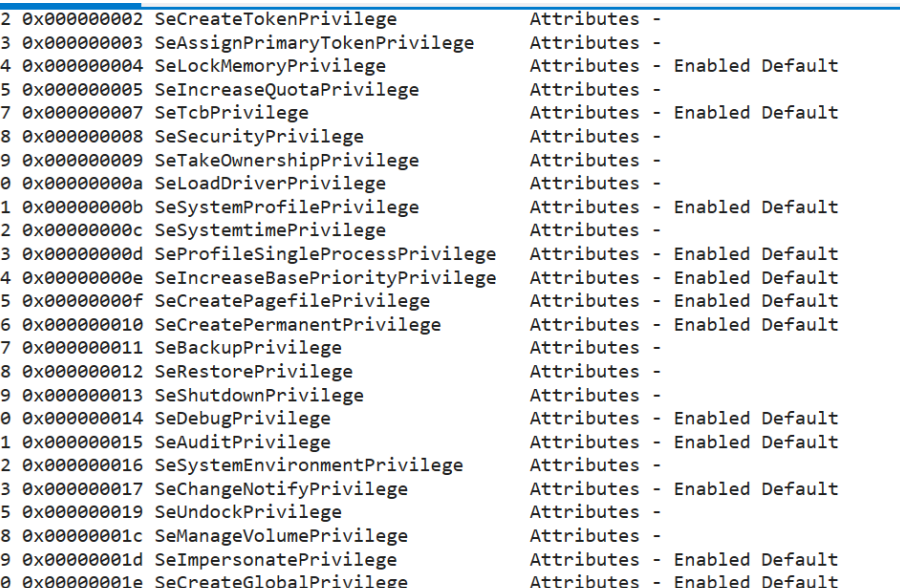 2 0x000000002 SeCreateTokenPrivilege Attributes -
3 0x000000003 SeAssignPrimaryTokenPrivilege Attributes -
4 0x000000004 SeLockMemoryPrivilege Attributes - Enabled Default
5 0x000000005 SeIncreaseQuotaPrivilege Attributes -
7 0x000000007 SeTcbPrivilege Attributes - Enabled Default
8 0x000000008 SeSecurityPrivilege Attributes -
9 0x000000009 SeTakeOwnershipPrivilege Attributes -
0 0x00000000a SeLoadDriverPrivilege Attributes -
1 0x00000000b SeSystemProfilePrivilege Attributes - Enabled Default
2 0x00000000c SeSystemtimePrivilege Attributes -
3 0x00000000d SeProfileSingleProcessPrivilege Attributes - Enabled Default
4 0x00000000e SeIncreaseBasePriorityPrivilege Attributes - Enabled Default
5 0x00000000f SeCreatePagefilePrivilege Attributes - Enabled Default
6 0x000000010 SeCreatePermanentPrivilege Attributes - Enabled Default
7 0x000000011 SeBackupPrivilege Attributes -
8 0x000000012 SeRestorePrivilege Attributes -
9 0x000000013 SeShutdownPrivilege Attributes -
0 0x000000014 SeDebugPrivilege Attributes - Enabled Default
1 0x000000015 SeAuditPrivilege Attributes - Enabled Default
2 0x000000016 SeSystemEnvironmentPrivilege Attributes -
3 0x000000017 SeChangeNotifyPrivilege Attributes - Enabled Default
5 0x000000019 SeUndockPrivilege Attributes -
8 0x00000001c SeManageVolumePrivilege Attributes -
9 0x00000001d SeImpersonatePrivilege Attributes - Enabled Default
0 0x00000001e SeCreateGlobalPrivilege Attributes - Enabled Default